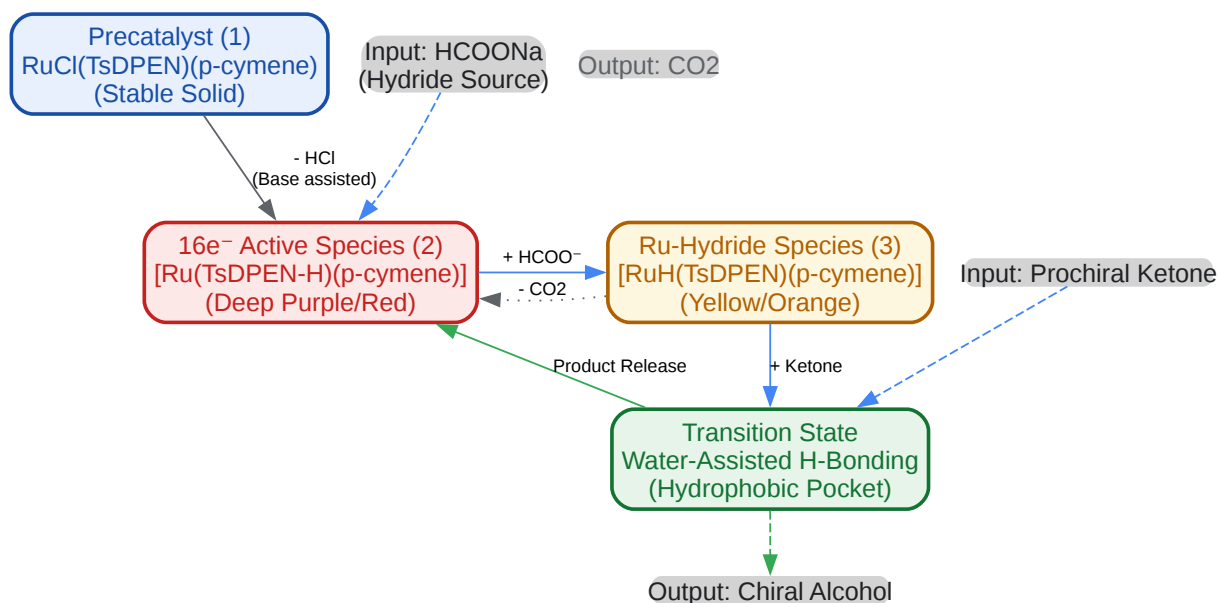 Precatalyst (1)
RuCl(TsDPEN)(p-cymene)
(Stable Solid)
Input: HCOONa
(Hydride Source)
Output: CO2
- HCl
(Base assisted)
16e⁻ Active Species (2)
[Ru(TsDPEN-H)(p-cymene)]
(Deep Purple/Red)
+ HCOO⁻
- CO2
Ru-Hydride Species (3)
[RuH(TsDPEN)(p-cymene)]
(Yellow/Orange)
Input: Prochiral Ketone
Product Release
+ Ketone
Transition State
Water-Assisted H-Bonding
(Hydrophobic Pocket)
Output: Chiral Alcohol